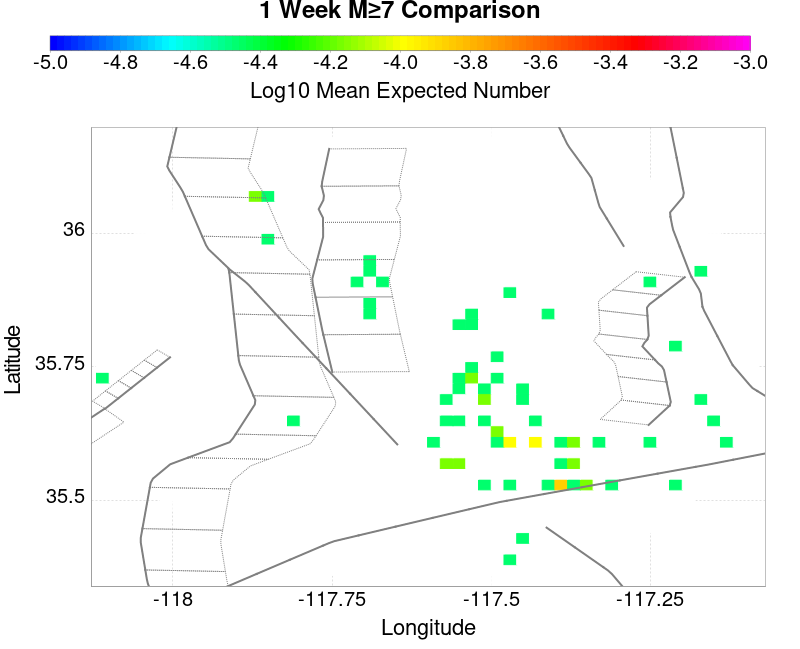 1 Week M≥7 Comparison
-5.0 -4.8 -4.6 -4.4 -4.2 -4.0 -3.8 -3.6 -3.4 -3.2 -3.0
Log10 Mean Expected Number
36
35.75
35.5
Latitude
-118 -117.75 -117.5 -117.25
Longitude